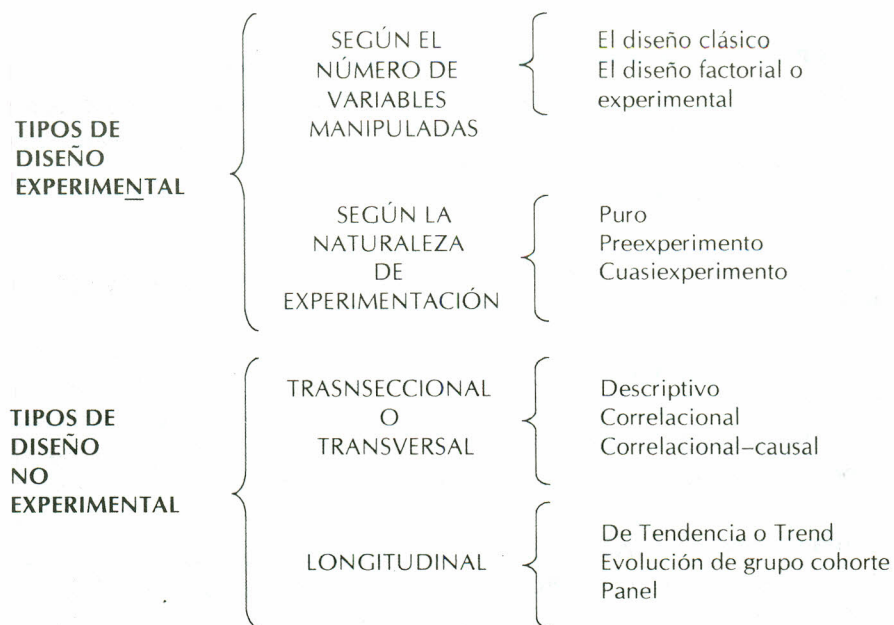 TIPOS DE
DISEÑO
EXPERIMENTAL
SEGÚN EL
NÚMERO DE
VARIABLES
MANIPULADAS
El diseño clásico
El diseño factorial o
experimental
SEGÚN LA
NATURALEZA
DE
EXPERIMENTACIÓN
Puro
Preexperimento
Cuasiexperimento
TIPOS DE
DISEÑO
NO
EXPERIMENTAL
TRASNSECCIONAL
O
TRANSVERSAL
Descriptivo
Correlacional
Correlacional–causal
LONGITUDINAL
De Tendencia o Trend
Evolución de grupo cohorte
Panel